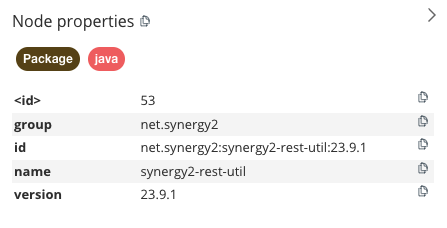 Node properties
Package java
<id> 53
group net.synergy2
id net.synergy2:synergy2-rest-util:23.9.1
name synergy2-rest-util
version 23.9.1